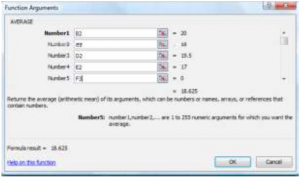 Function Arguments
AVERAGE
Number1 B2 = 20
Number2 = 18
Number3 D2 = 19.5
Number4 E2 = 17
Number5 F3 = 0
= 18.625
Returns the average (arithmetic mean) of its arguments, which can be numbers or names, arrays, or references that
contain numbers.
Number5: number1,number2,... are 1 to 255 numeric arguments for which you want the
average.
Formula result = 18.625
Help on this function
OK Cancel